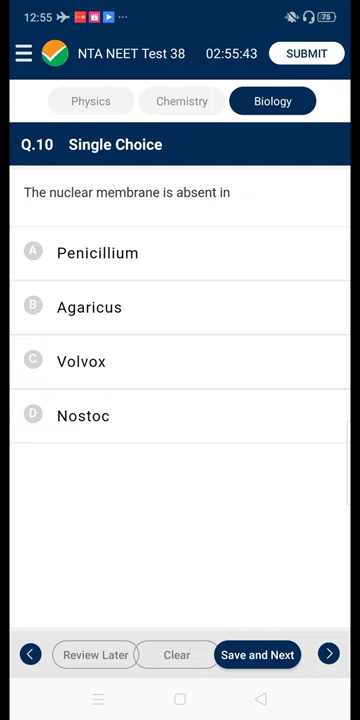 12:55
75
NTA NEET Test 38
02:55:43
SUBMIT
Physics
Chemistry
Biology
Q.10 Single Choice
The nuclear membrane is absent in
A Penicillium
B Agaricus
C Volvox
D Nostoc
Review Later
Clear
Save and Next